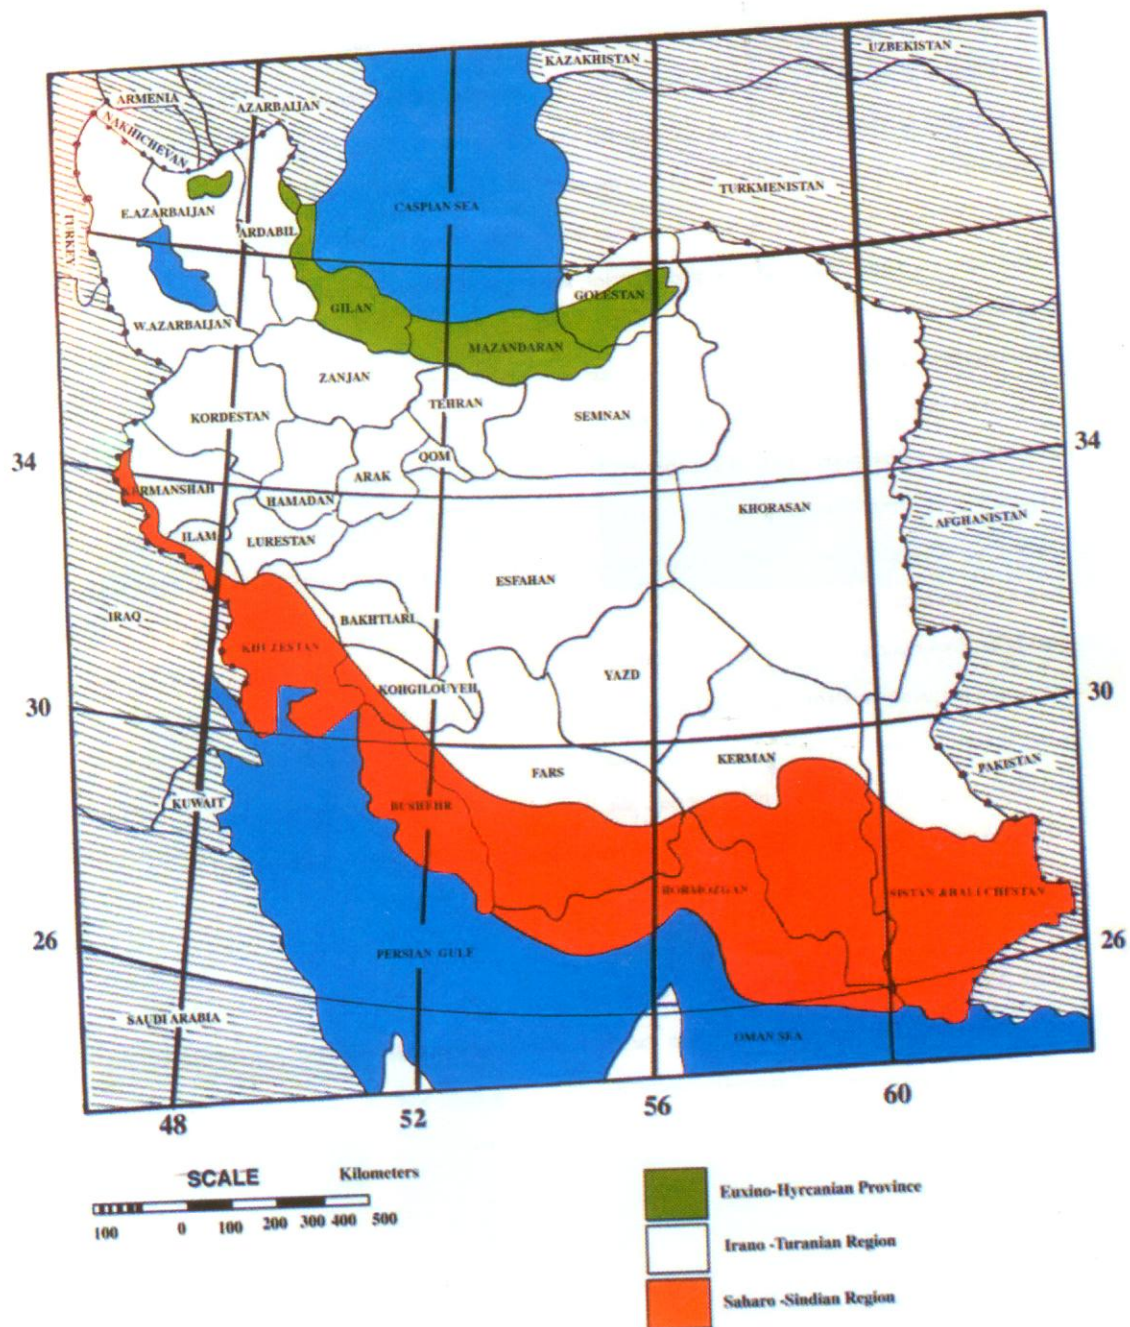 UZBEKISTAN
KAZAKHISTAN
ARMENIA
AZARBAIJAN
NAKHICHEVAN
TURKMENISTAN
CASPIAN SEA
E.AZARBAIJAN
TURKEY
ARDABIL
GOLESTAN
GILAN
W.AZARBAIJAN
MAZANDARAN
ZANJAN
TEHRAN
KORDESTAN
SEMNAN
34
34
QOM
ARAK
KERMANSHAH
HAMADAN
KHORASAN
AFGHANISTAN
ILAM
LURESTAN
ESFAHAN
IRAQ
BAKHTIARI
KHUZESTAN
YAZD
KOHGILOUYEH
30
30
KERMAN
PAKISTAN
FARS
KUWAIT
BUSHEHR
HORMOZGAN
SISTAN &BALUCHESTAN
26
26
PERSIAN GULF
SAUDI ARABIA
OMAN SEA
48
52
56
60
SCALE Kilometers
100 0 100 200 300 400 500
Euxino-Hyrcanian Province
Irano -Turanian Region
Saharo -Sindian Region